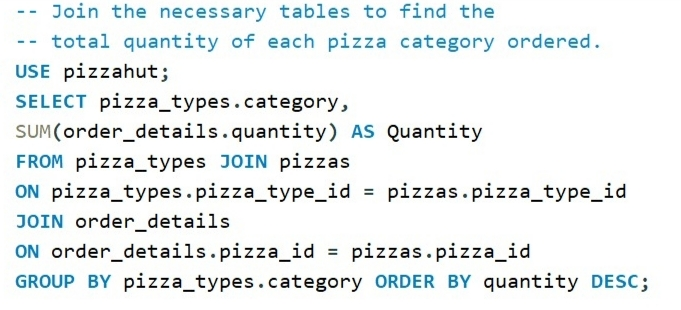 -- Join the necessary tables to find the
-- total quantity of each pizza category ordered.
USE pizzahut;
SELECT pizza_types.category,
SUM(order_details.quantity) AS Quantity
FROM pizza_types JOIN pizzas
ON pizza_types.pizza_type_id = pizzas.pizza_type_id
JOIN order_details
ON order_details.pizza_id = pizzas.pizza_id
GROUP BY pizza_types.category ORDER BY quantity DESC;